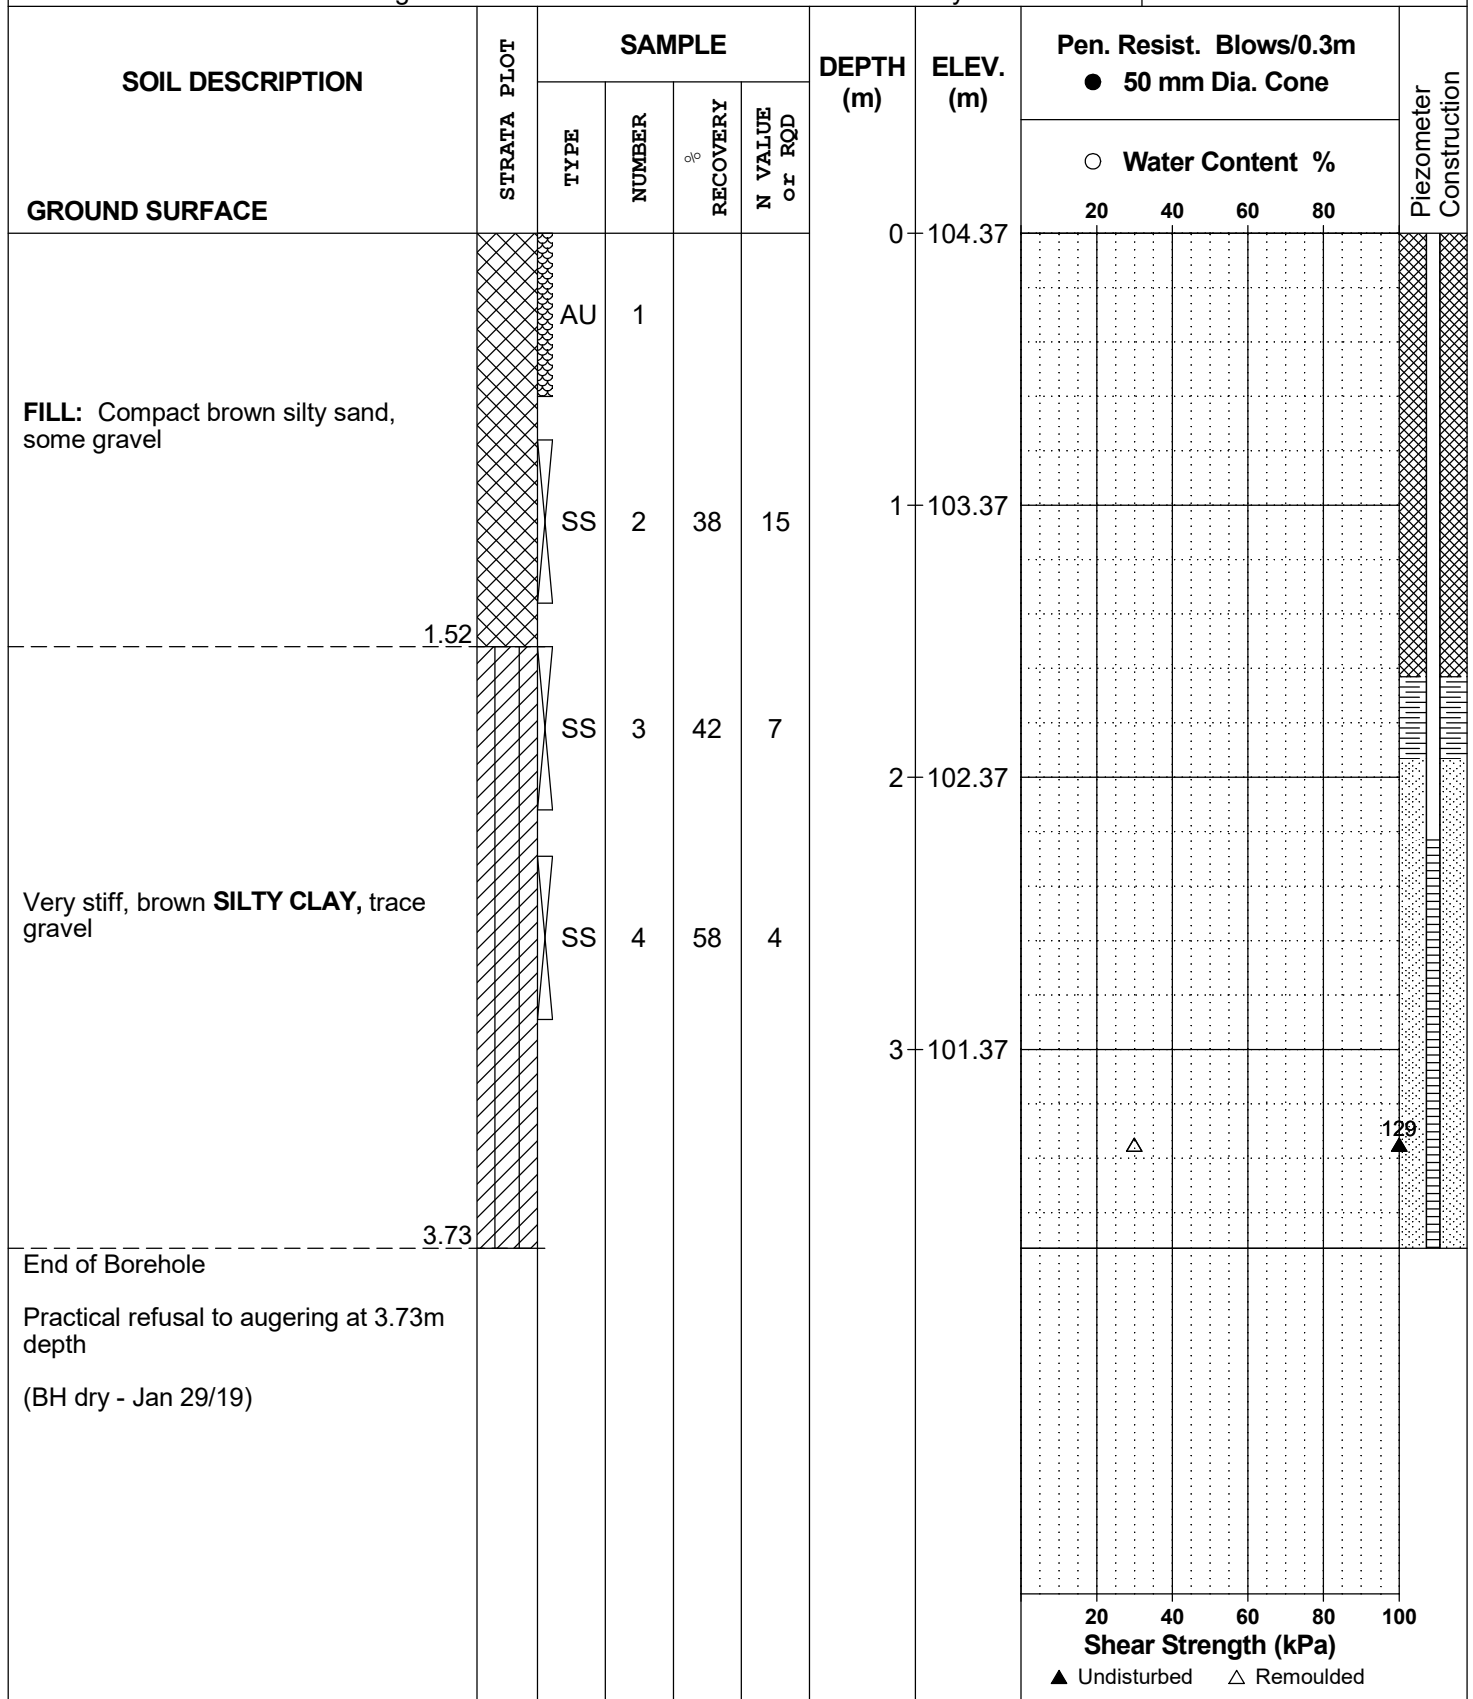 SOIL DESCRIPTION
GROUND SURFACE
STRATA PLOT
SAMPLE
TYPE
NUMBER
%
RECOVERY
N VALUE
or RQD
DEPTH
(m)
ELEV.
(m)
Pen. Resist. Blows/0.3m
● 50 mm Dia. Cone
○ Water Content %
20 40 60 80
Piezometer
Construction
0 104.37
AU 1
FILL: Compact brown silty sand,
some gravel
1 103.37
SS 2 38 15
1.52
SS 3 42 7
2 102.37
Very stiff, brown SILTY CLAY, trace
gravel
SS 4 58 4
3 101.37
129
3.73
End of Borehole
Practical refusal to augering at 3.73m
depth
(BH dry - Jan 29/19)
20 40 60 80 100
Shear Strength (kPa)
▲ Undisturbed △ Remoulded